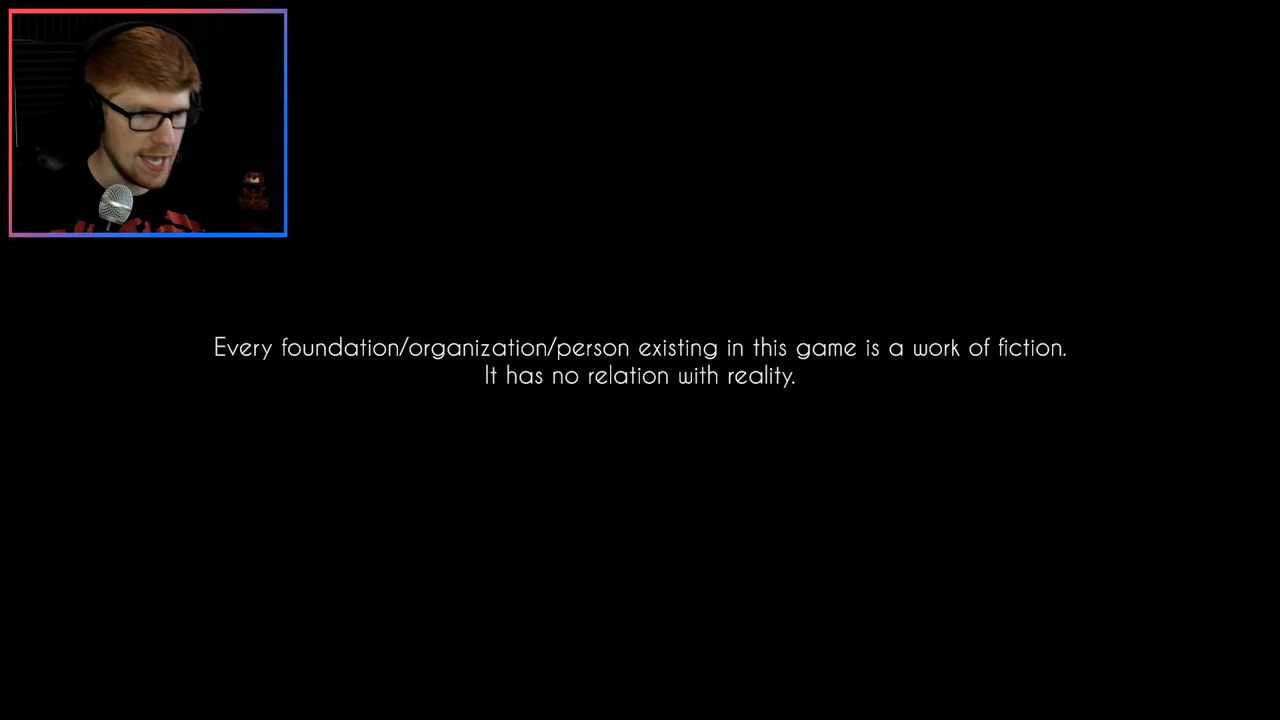 Every foundation/organization/person existing in this game is a work of fiction.
It has no relation with reality.